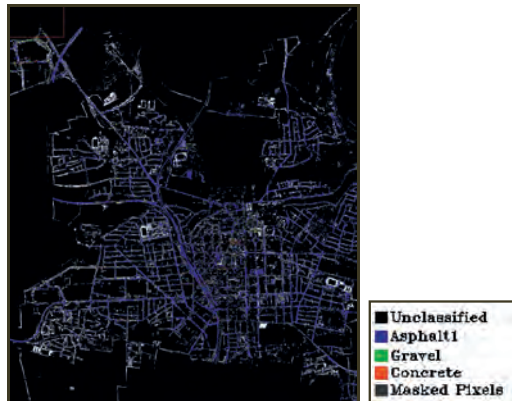 Unclassified
Asphalt1
Gravel
Concrete
Masked Pixels